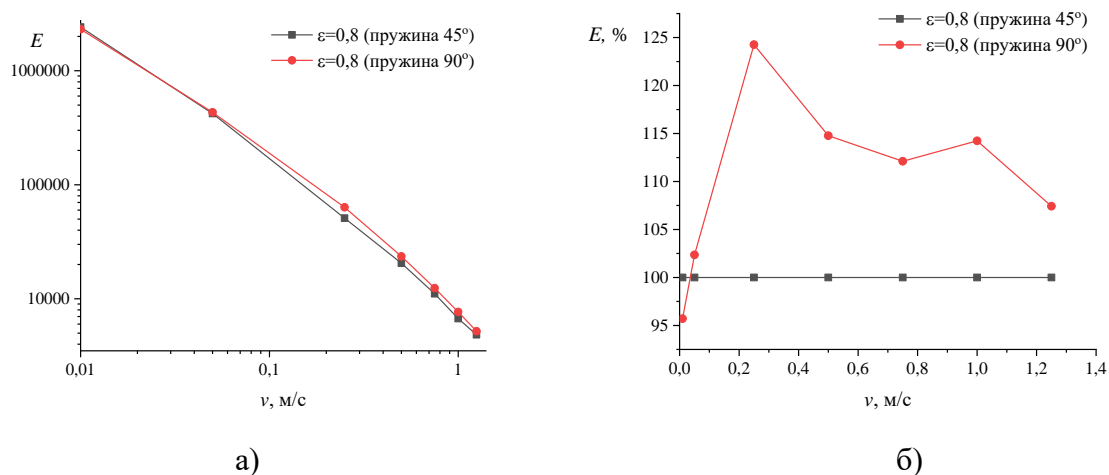 E
ε=0,8 (пружина 45º)
ε=0,8 (пружина 90º)
1000000
100000
10000
0,01
0,1
1
v, м/с
а)
E, %
ε=0,8 (пружина 45º)
ε=0,8 (пружина 90º)
125
120
115
110
105
100
95
0,0 0,2 0,4 0,6 0,8 1,0 1,2 1,4
v, м/с
б)